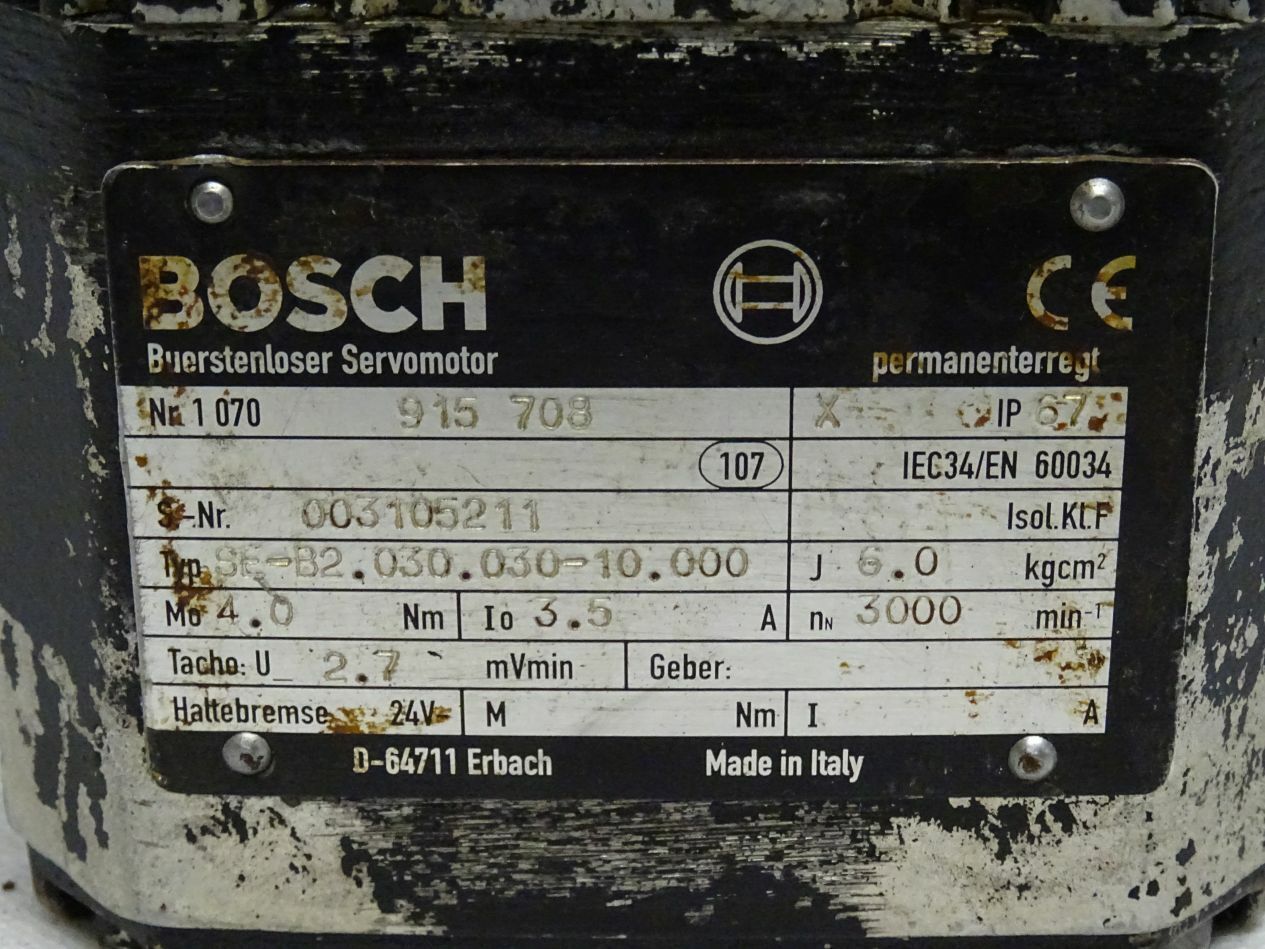 BOSCH
CE
Buerstenloser Servomotor permanenterregt
Nr. 1 070 915 708 X IP 67
107 IEC34/EN 60034
S-Nr. 003105211 Isol.Kl.F
Typ SE-B2.030.030-10.000 J 6.0 kgcm²
Mo 4.0 Nm Io 3.5 A nN 3000 min-1
Tacho: U_ 2.7 mVmin Geber:
Haltebremse 24V- M Nm I A
D-64711 Erbach Made in Italy